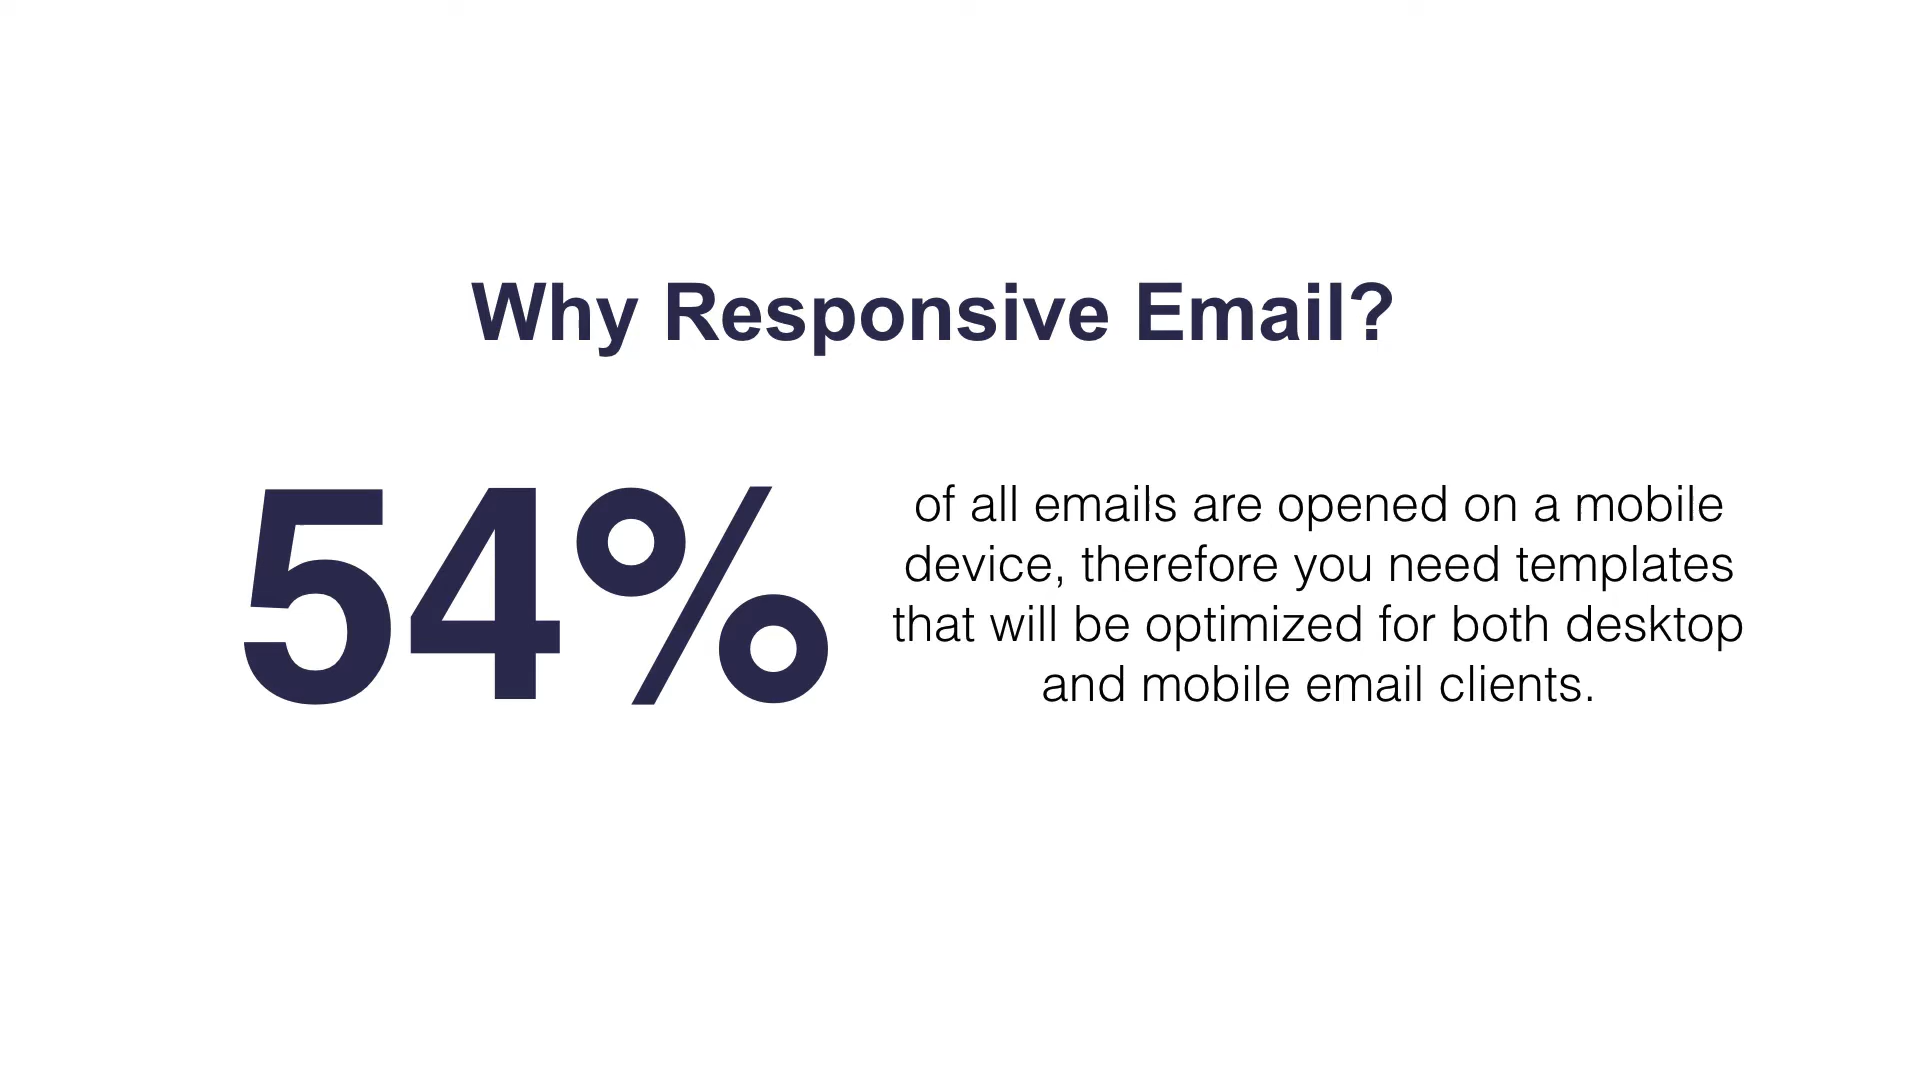 Why Responsive Email?
54%
of all emails are opened on a mobile
device, therefore you need templates
that will be optimized for both desktop
and mobile email clients.